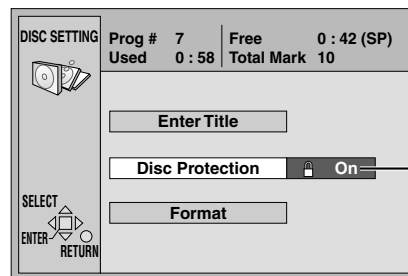 DISC SETTING
Prog # 7 Free 0 : 42 (SP)
Used 0 : 58 Total Mark 10
Enter Title
Disc Protection On
Format
SELECT
ENTER
RETURN